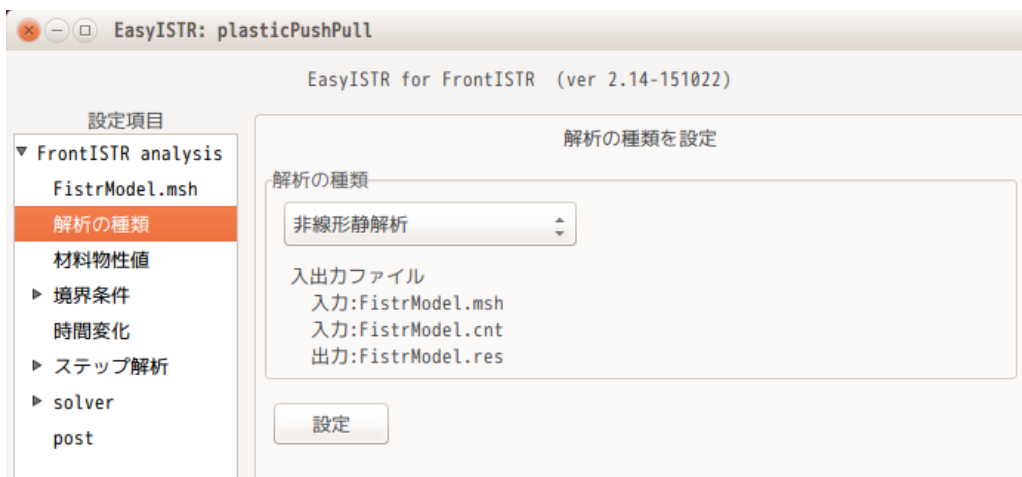 EasyISTR: plasticPushPull
EasyISTR for FrontISTR (ver 2.14-151022)
設定項目
FrontISTR analysis
FistrModel.msh
解析の種類
材料物性値
境界条件
時間変化
ステップ解析
solver
post
解析の種類を設定
解析の種類
非線形静解析
入出力ファイル
入力:FistrModel.msh
入力:FistrModel.cnt
出力:FistrModel.res
設定